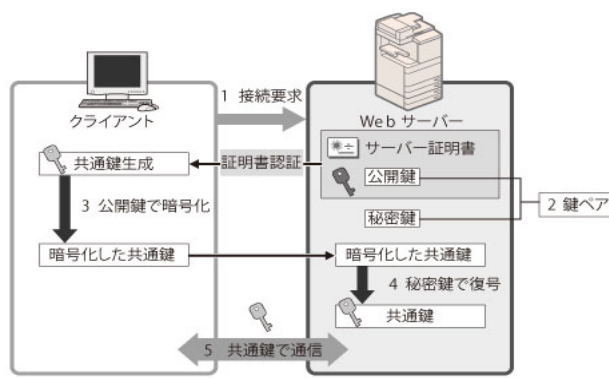 1 接続要求
クライアント
Web サーバー
サーバー証明書
共通鍵生成
証明書認証
公開鍵
2 鍵ペア
3 公開鍵で暗号化
秘密鍵
暗号化した共通鍵
暗号化した共通鍵
4 秘密鍵で復号
共通鍵
5 共通鍵で通信